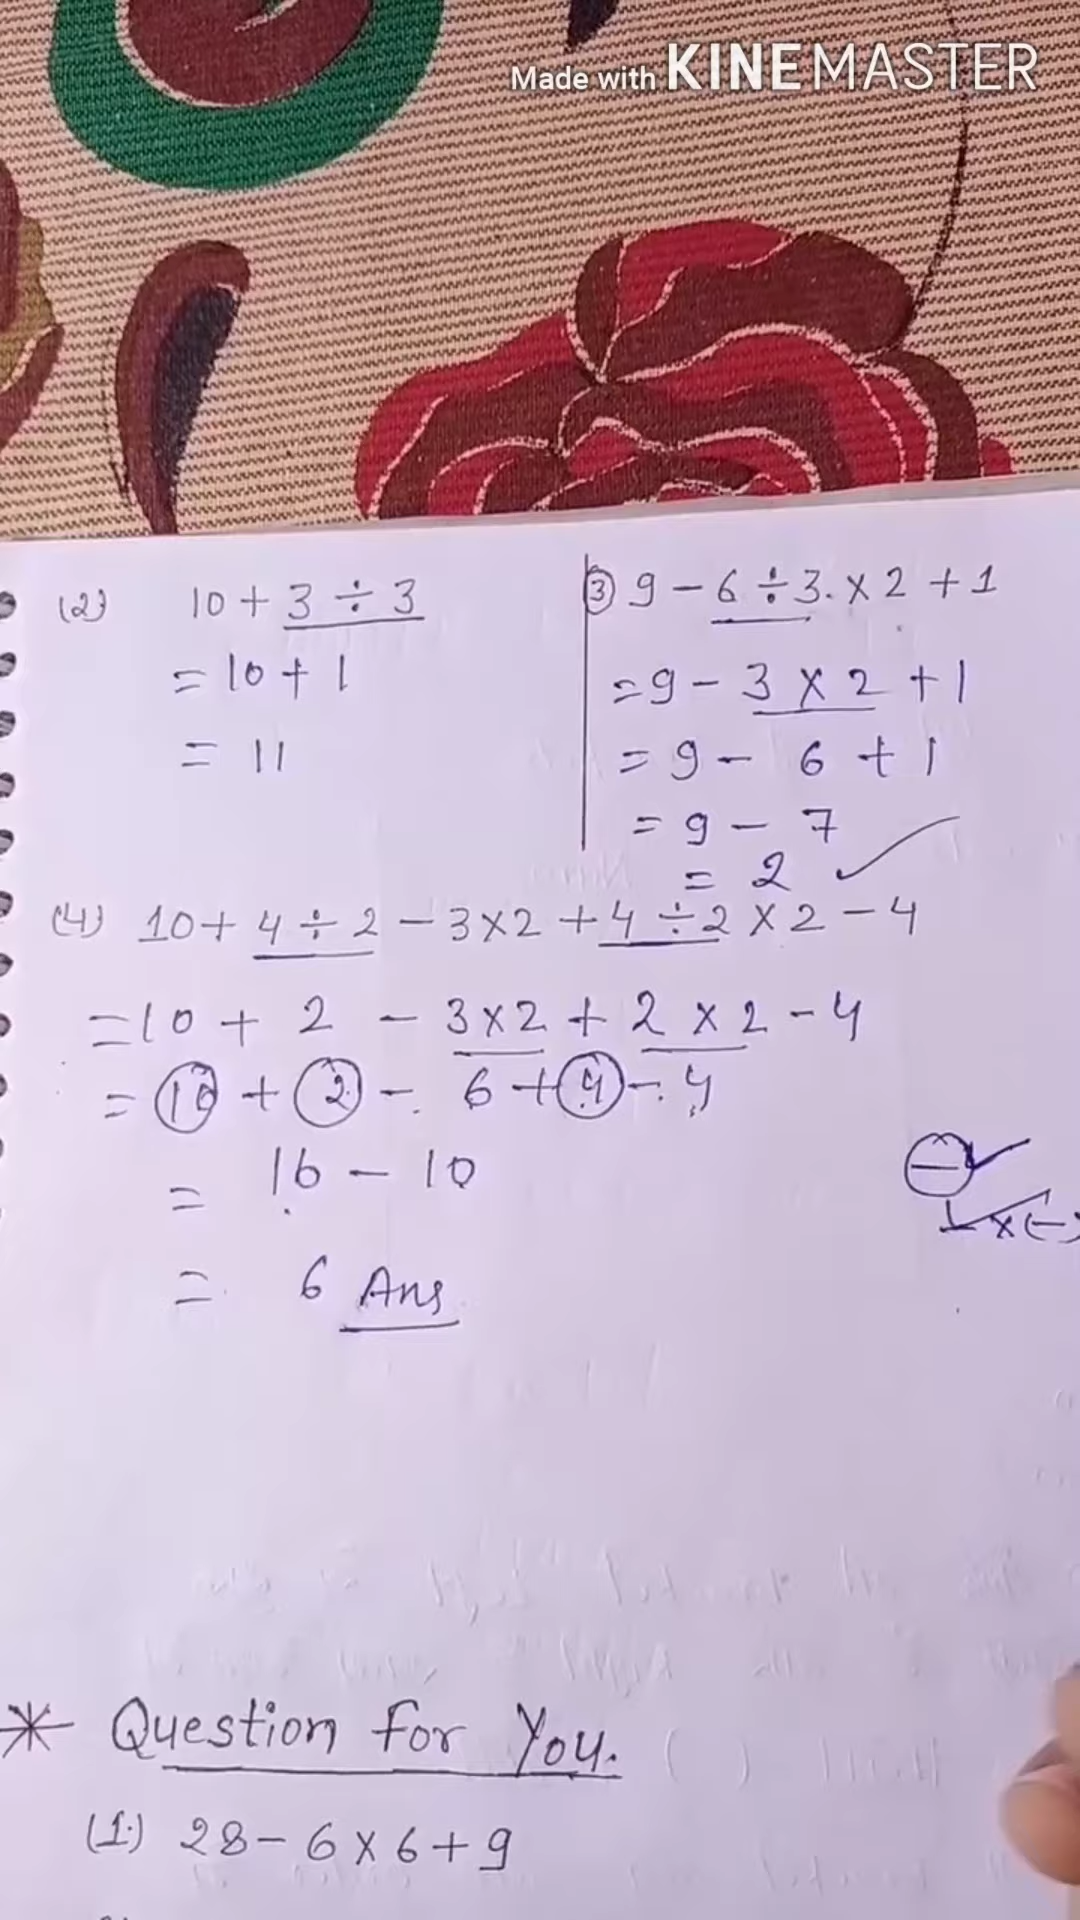 Made with KINEMASTER
(2) 10 + 3 ÷ 3
= 10 + 1
= 11
③ 9 - 6 ÷ 3. × 2 + 1
= 9 - 3 × 2 + 1
= 9 - 6 + 1
= 9 - 7
= 2 ✓
(4) 10 + 4 ÷ 2 - 3 × 2 + 4 ÷ 2 × 2 - 4
= 10 + 2 - 3 × 2 + 2 × 2 - 4
= 10 + 2 - 6 + 4 - 4
= 16 - 10
= 6 Ans
* Question For You.
(1.) 28 - 6 × 6 + 9